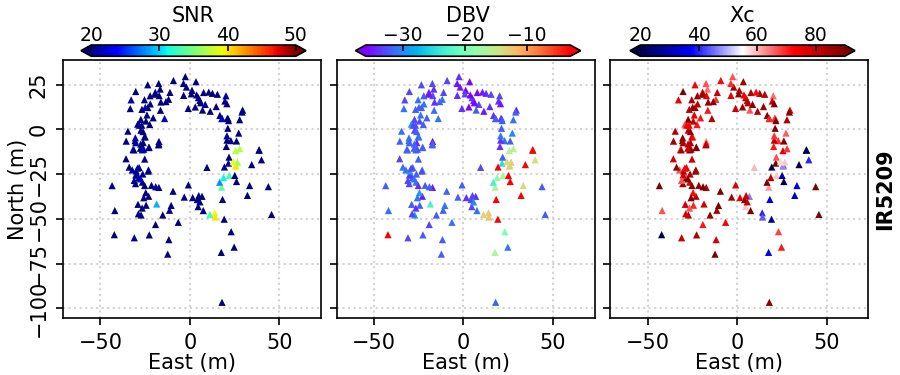 SNR DBV Xc
20 30 40 50 −30 −20 −10 20 40 60 80
North (m)
25
0
−25
−50
−75
−100
−50 0 50 −50 0 50 −50 0 50
East (m) East (m) East (m)
IR5209